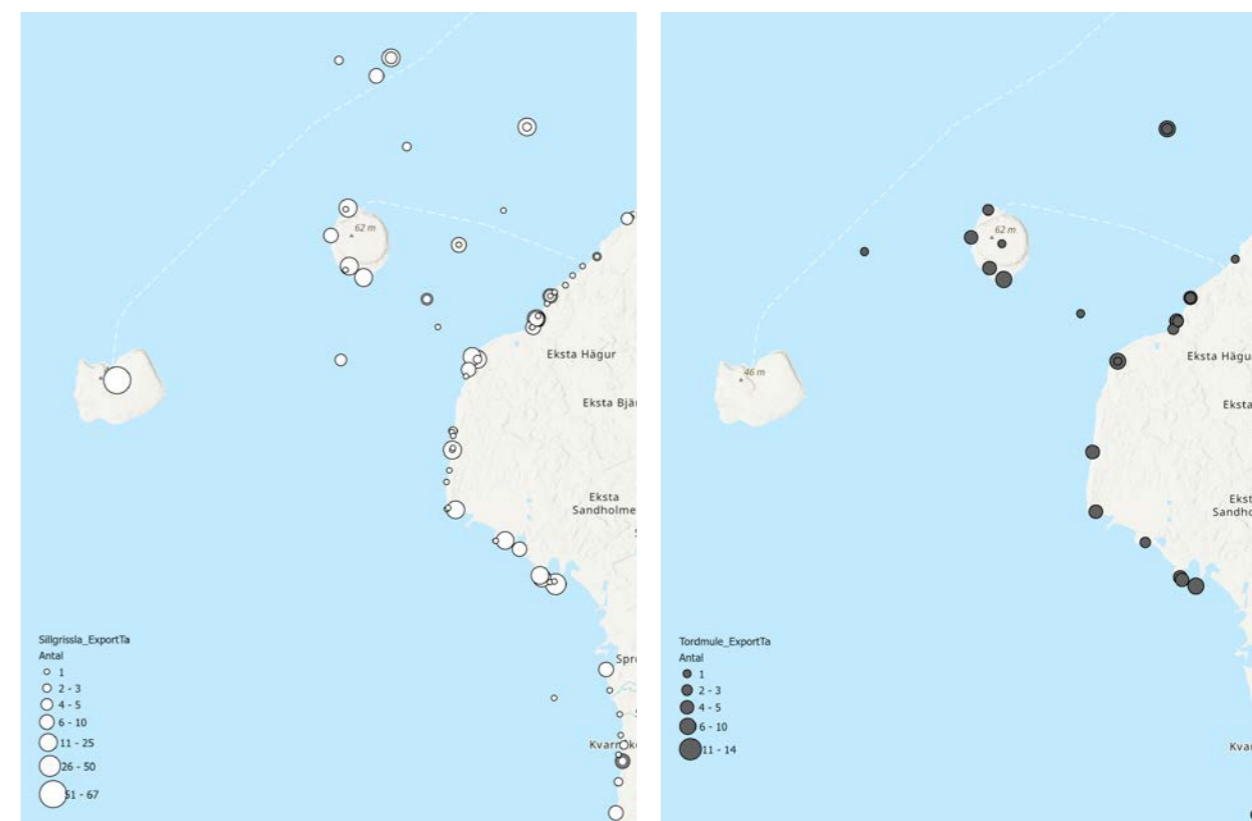 62 m
Eksta Hägur
Eksta Bjä
Eksta
Sandholme
Spr
Kvarn
Sillgrissla_ExportTa
Antal
1
2 - 3
4 - 5
6 - 10
11 - 25
26 - 50
51 - 67
62 m
46 m
Eksta Hägu
Eksta
Ekst
Sandho
Kva
Tordmule_ExportTa
Antal
1
2 - 3
4 - 5
6 - 10
11 - 14